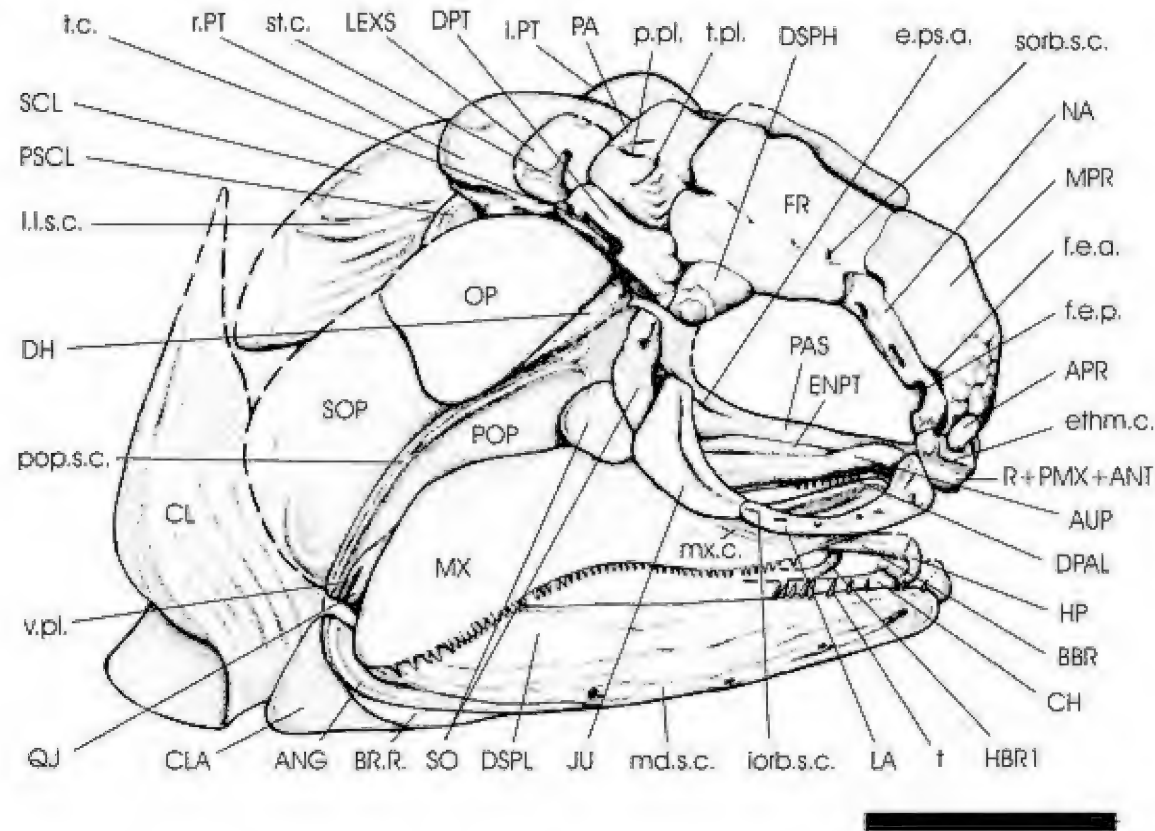 t.c.
r.PT
st.c.
LEXS
DPT
l.PT
PA
p.pl.
t.pl.
DSPH
e.ps.a.
sorb.s.c.
SCL
PSCL
l.l.s.c.
DH
pop.s.c.
v.pl.
NA
MPR
f.e.a.
f.e.p.
APR
ethm.c.
R+PMX+ANT
AUP
DPAL
HP
BBR
CH
FR
OP
PAS
ENPT
SOP
POP
CL
MX
mx.c.
QJ
CLA
ANG
BR.R.
SO
DSPL
JU
md.s.c.
iorb.s.c.
LA
t
HBR1